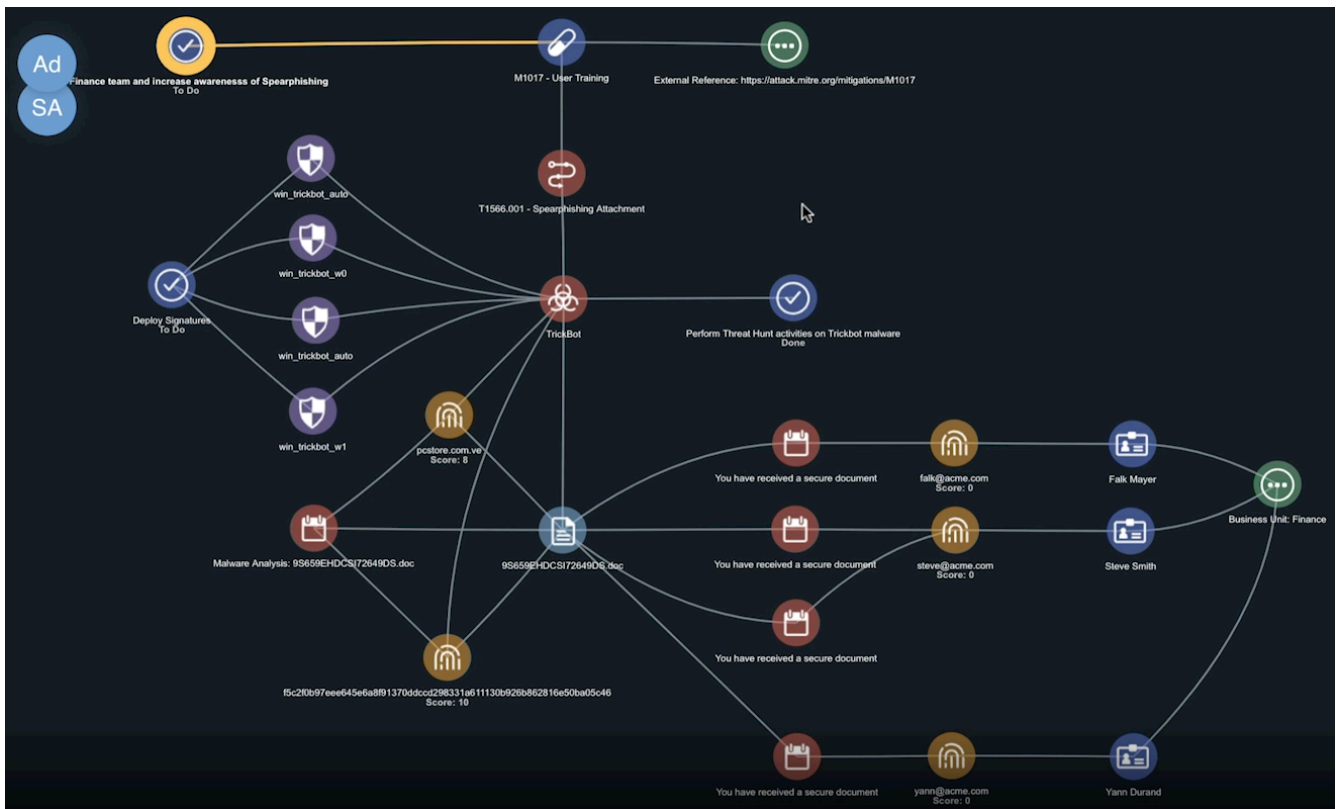 Ad
SA
Finance team and increase awarenesss of Spearphishing
To Do
M1017 - User Training
External Reference: https://attack.mitre.org/mitigations/M1017
win_trickbot_auto
T1566.001 - Spearphishing Attachment
win_trickbot_w0
Deploy Signatures
To Do
TrickBot
Perform Threat Hunt activities on Trickbot malware
Done
win_trickbot_auto
win_trickbot_w1
pcstore.com.ve
Score: 8
You have received a secure document
falk@acme.com
Score: 0
Falk Mayer
Business Unit: Finance
Malware Analysis: 9S659EHDCSI72649DS.doc
9S659EHDCSI72649DS.doc
You have received a secure document
steve@acme.com
Score: 0
Steve Smith
You have received a secure document
f5c2f0b97eee645e6a8f91370ddccd298331a611130b926b862816e50ba05c46
Score: 10
You have received a secure document
yann@acme.com
Score: 0
Yann Durand